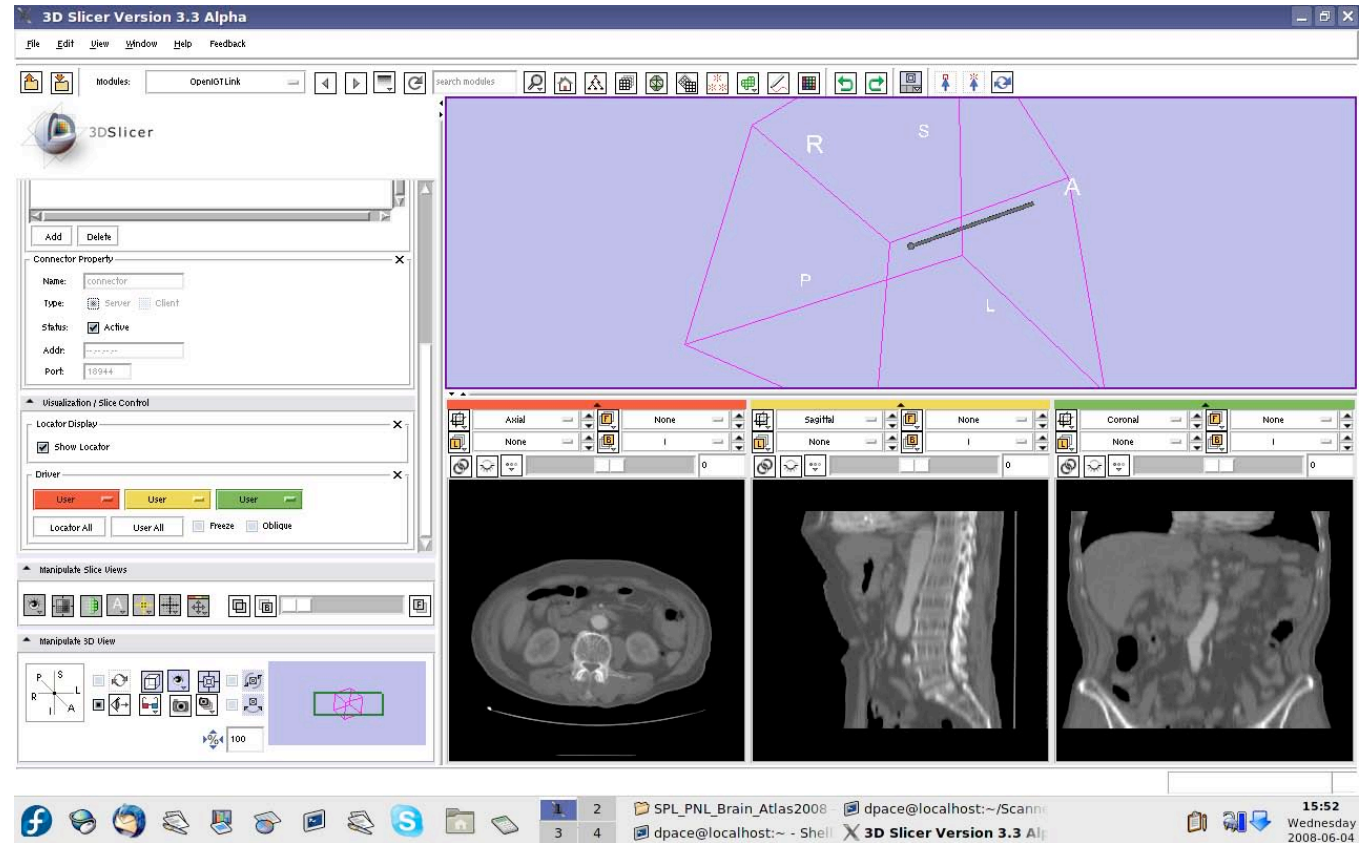 3D Slicer Version 3.3 Alpha
File Edit View Window Help Feedback
Modules: OpenIGTLink search modules
3DSlicer
R S A P L
Add Delete
Connector Property
Name: connector
Type: Server Client
Status: Active
Addr: --.--.--.--
Port: 18944
Visualization / Slice Control
Locator Display
Show Locator
Driver
User User User
Locator All User All Freeze Oblique
Manipulate Slice Views
Manipulate 3D View
P S L R I A
% 100
Axial F None
L None B I
0
Sagittal F None
L None B I
0
Coronal F None
L None B I
0
1 2 SPL_PNL_Brain_Atlas2008 - dpace@localhost:~/Scann
3 4 dpace@localhost:~ - Shell 3D Slicer Version 3.3 Alp
15:52
Wednesday
2008-06-04